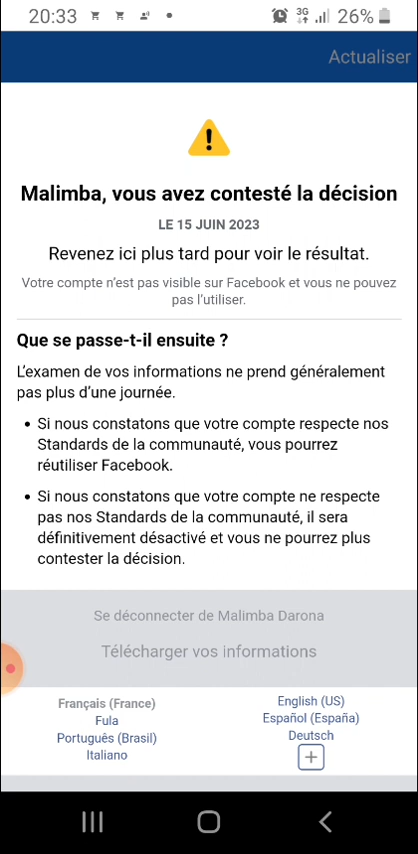 20:33
3G
26%
Actualiser
Malimba, vous avez contesté la décision
LE 15 JUIN 2023
Revenez ici plus tard pour voir le résultat.
Votre compte n'est pas visible sur Facebook et vous ne pouvez
pas l'utiliser.
Que se passe-t-il ensuite ?
L'examen de vos informations ne prend généralement
pas plus d'une journée.
• Si nous constatons que votre compte respecte nos
Standards de la communauté, vous pourrez
réutiliser Facebook.
• Si nous constatons que votre compte ne respecte
pas nos Standards de la communauté, il sera
définitivement désactivé et vous ne pourrez plus
contester la décision.
Se déconnecter de Malimba Darona
Télécharger vos informations
Français (France)
Fula
Português (Brasil)
Italiano
English (US)
Español (España)
Deutsch